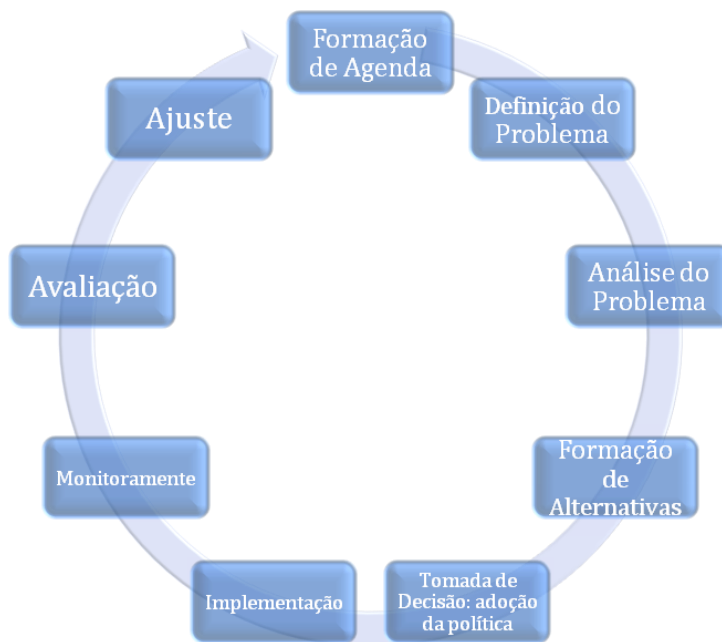 Formação
de Agenda
Definição do
Problema
Análise do
Problema
Formação
de
Alternativas
Tomada de
Decisão: adoção
da política
Implementação
Monitoramente
Avaliação
Ajuste